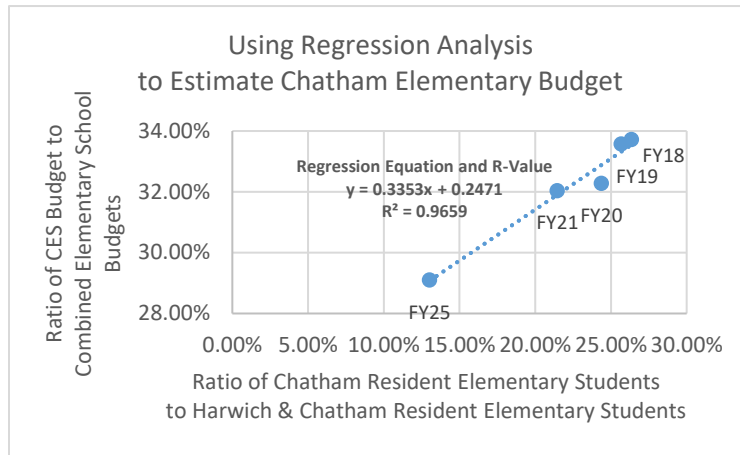 Using Regression Analysis
to Estimate Chatham Elementary Budget
Ratio of CES Budget to
Combined Elementary School
Budgets
34.00%
32.00%
30.00%
28.00%
Regression Equation and R-Value
y = 0.3353x + 0.2471
R² = 0.9659
FY18
FY19
FY20
FY21
FY25
0.00% 5.00% 10.00% 15.00% 20.00% 25.00% 30.00%
Ratio of Chatham Resident Elementary Students
to Harwich & Chatham Resident Elementary Students